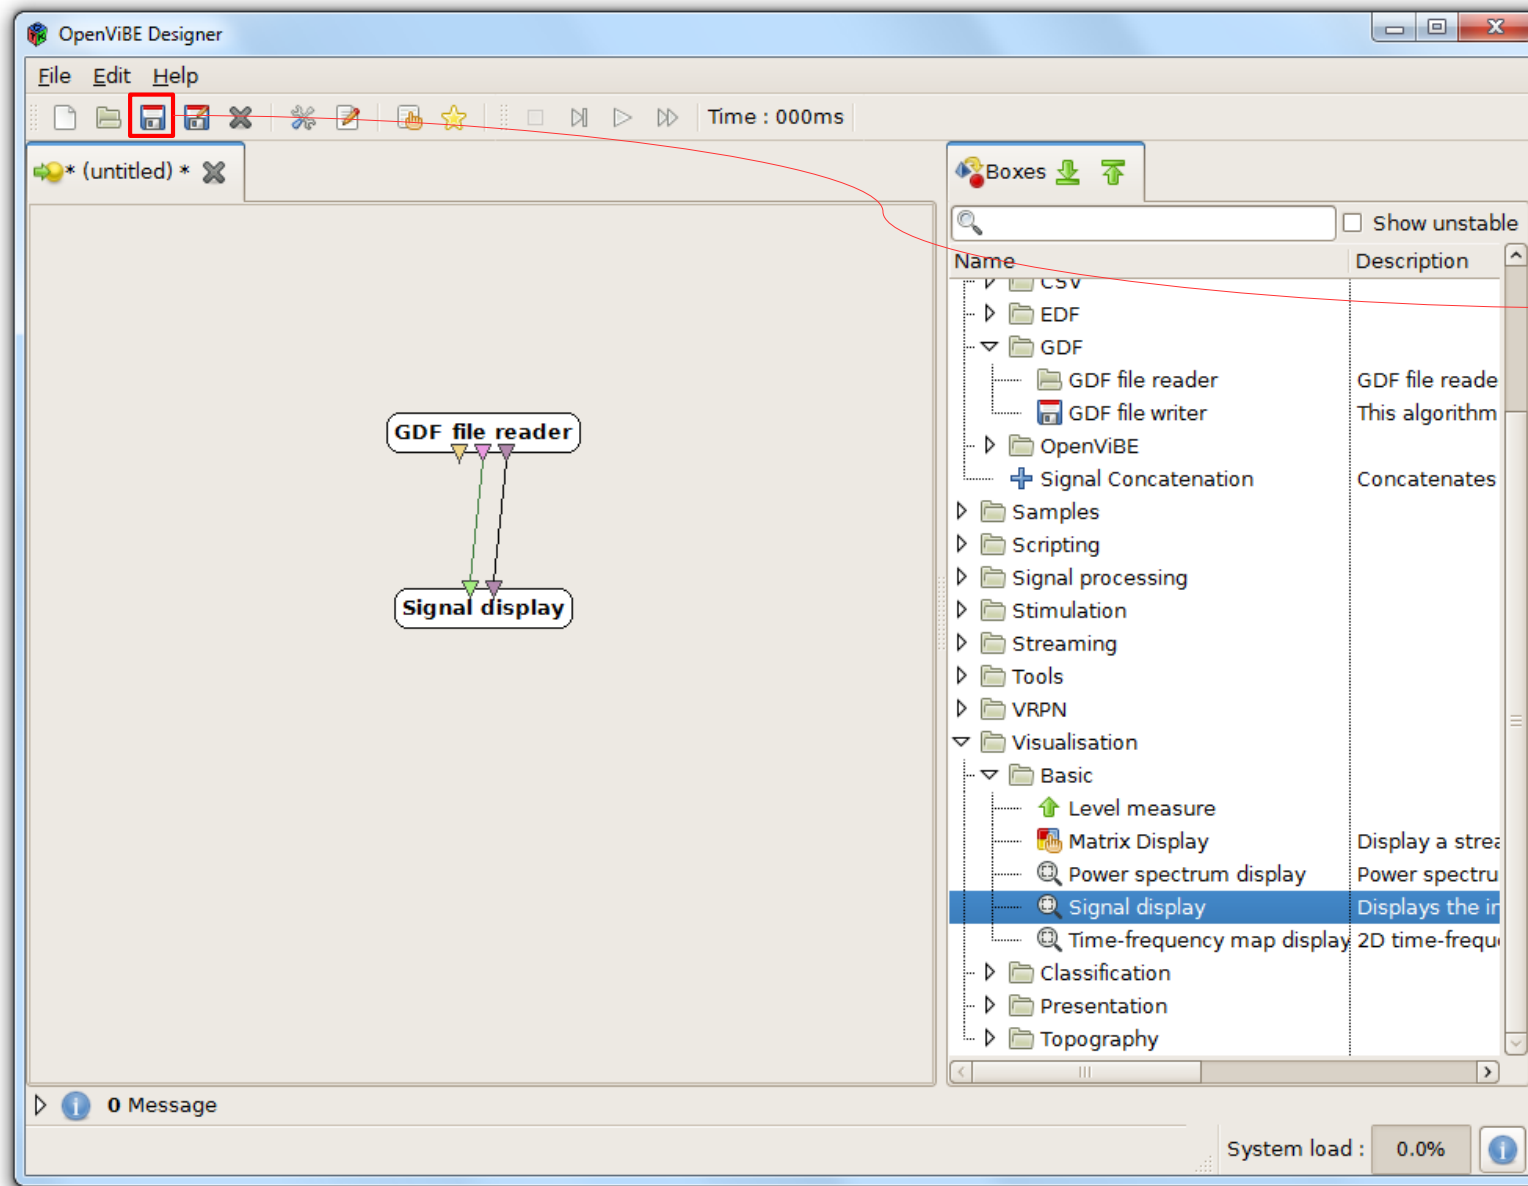 OpenViBE Designer
File Edit Help
Time : 000ms
* (untitled) *
Boxes
Show unstable
Name Description
CSV
EDF
GDF
GDF file reader GDF file reade
GDF file writer This algorithm
OpenViBE
Signal Concatenation Concatenates
Samples
Scripting
Signal processing
Stimulation
Streaming
Tools
VRPN
Visualisation
Basic
Level measure
Matrix Display Display a strea
Power spectrum display Power spectru
Signal display Displays the in
Time-frequency map display 2D time-freque
Classification
Presentation
Topography
GDF file reader
Signal display
0 Message
System load : 0.0%